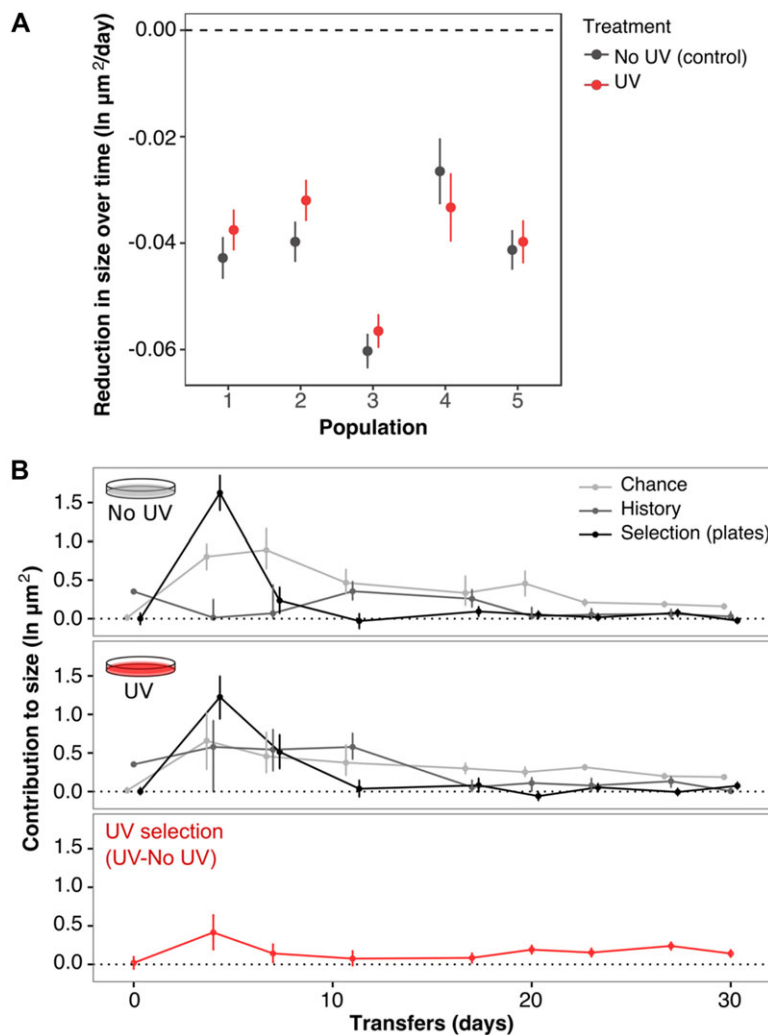 A
Reduction in size over time (ln µm²/day)
0.00
-0.02
-0.04
-0.06
1 2 3 4 5
Population
Treatment
No UV (control)
UV
B
Contribution to size (ln µm²)
No UV
Chance
History
Selection (plates)
1.5
1.0
0.5
0.0
UV
1.5
1.0
0.5
0.0
UV selection
(UV-No UV)
1.5
1.0
0.5
0.0
0 10 20 30
Transfers (days)